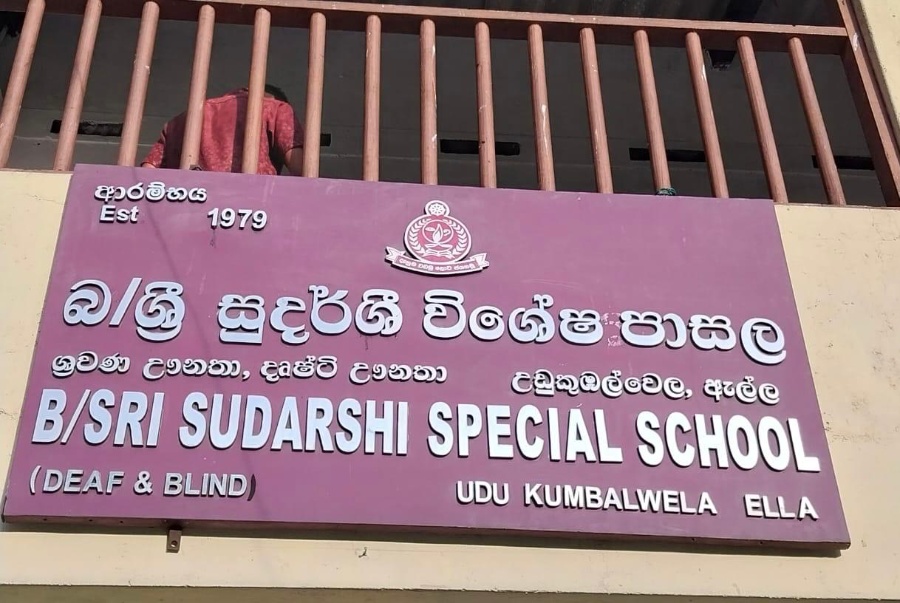 ආරම්භය
Est 1979
බ/ශ්‍රී සුදර්ශී විශේෂ පාසල
ශ්‍රවණ ඌනතා, දෘෂ්ටි ඌනතා උඩුකුඹල්වෙල, ඇල්ල
B/SRI SUDARSHI SPECIAL SCHOOL
(DEAF & BLIND) UDU KUMBALWELA ELLA